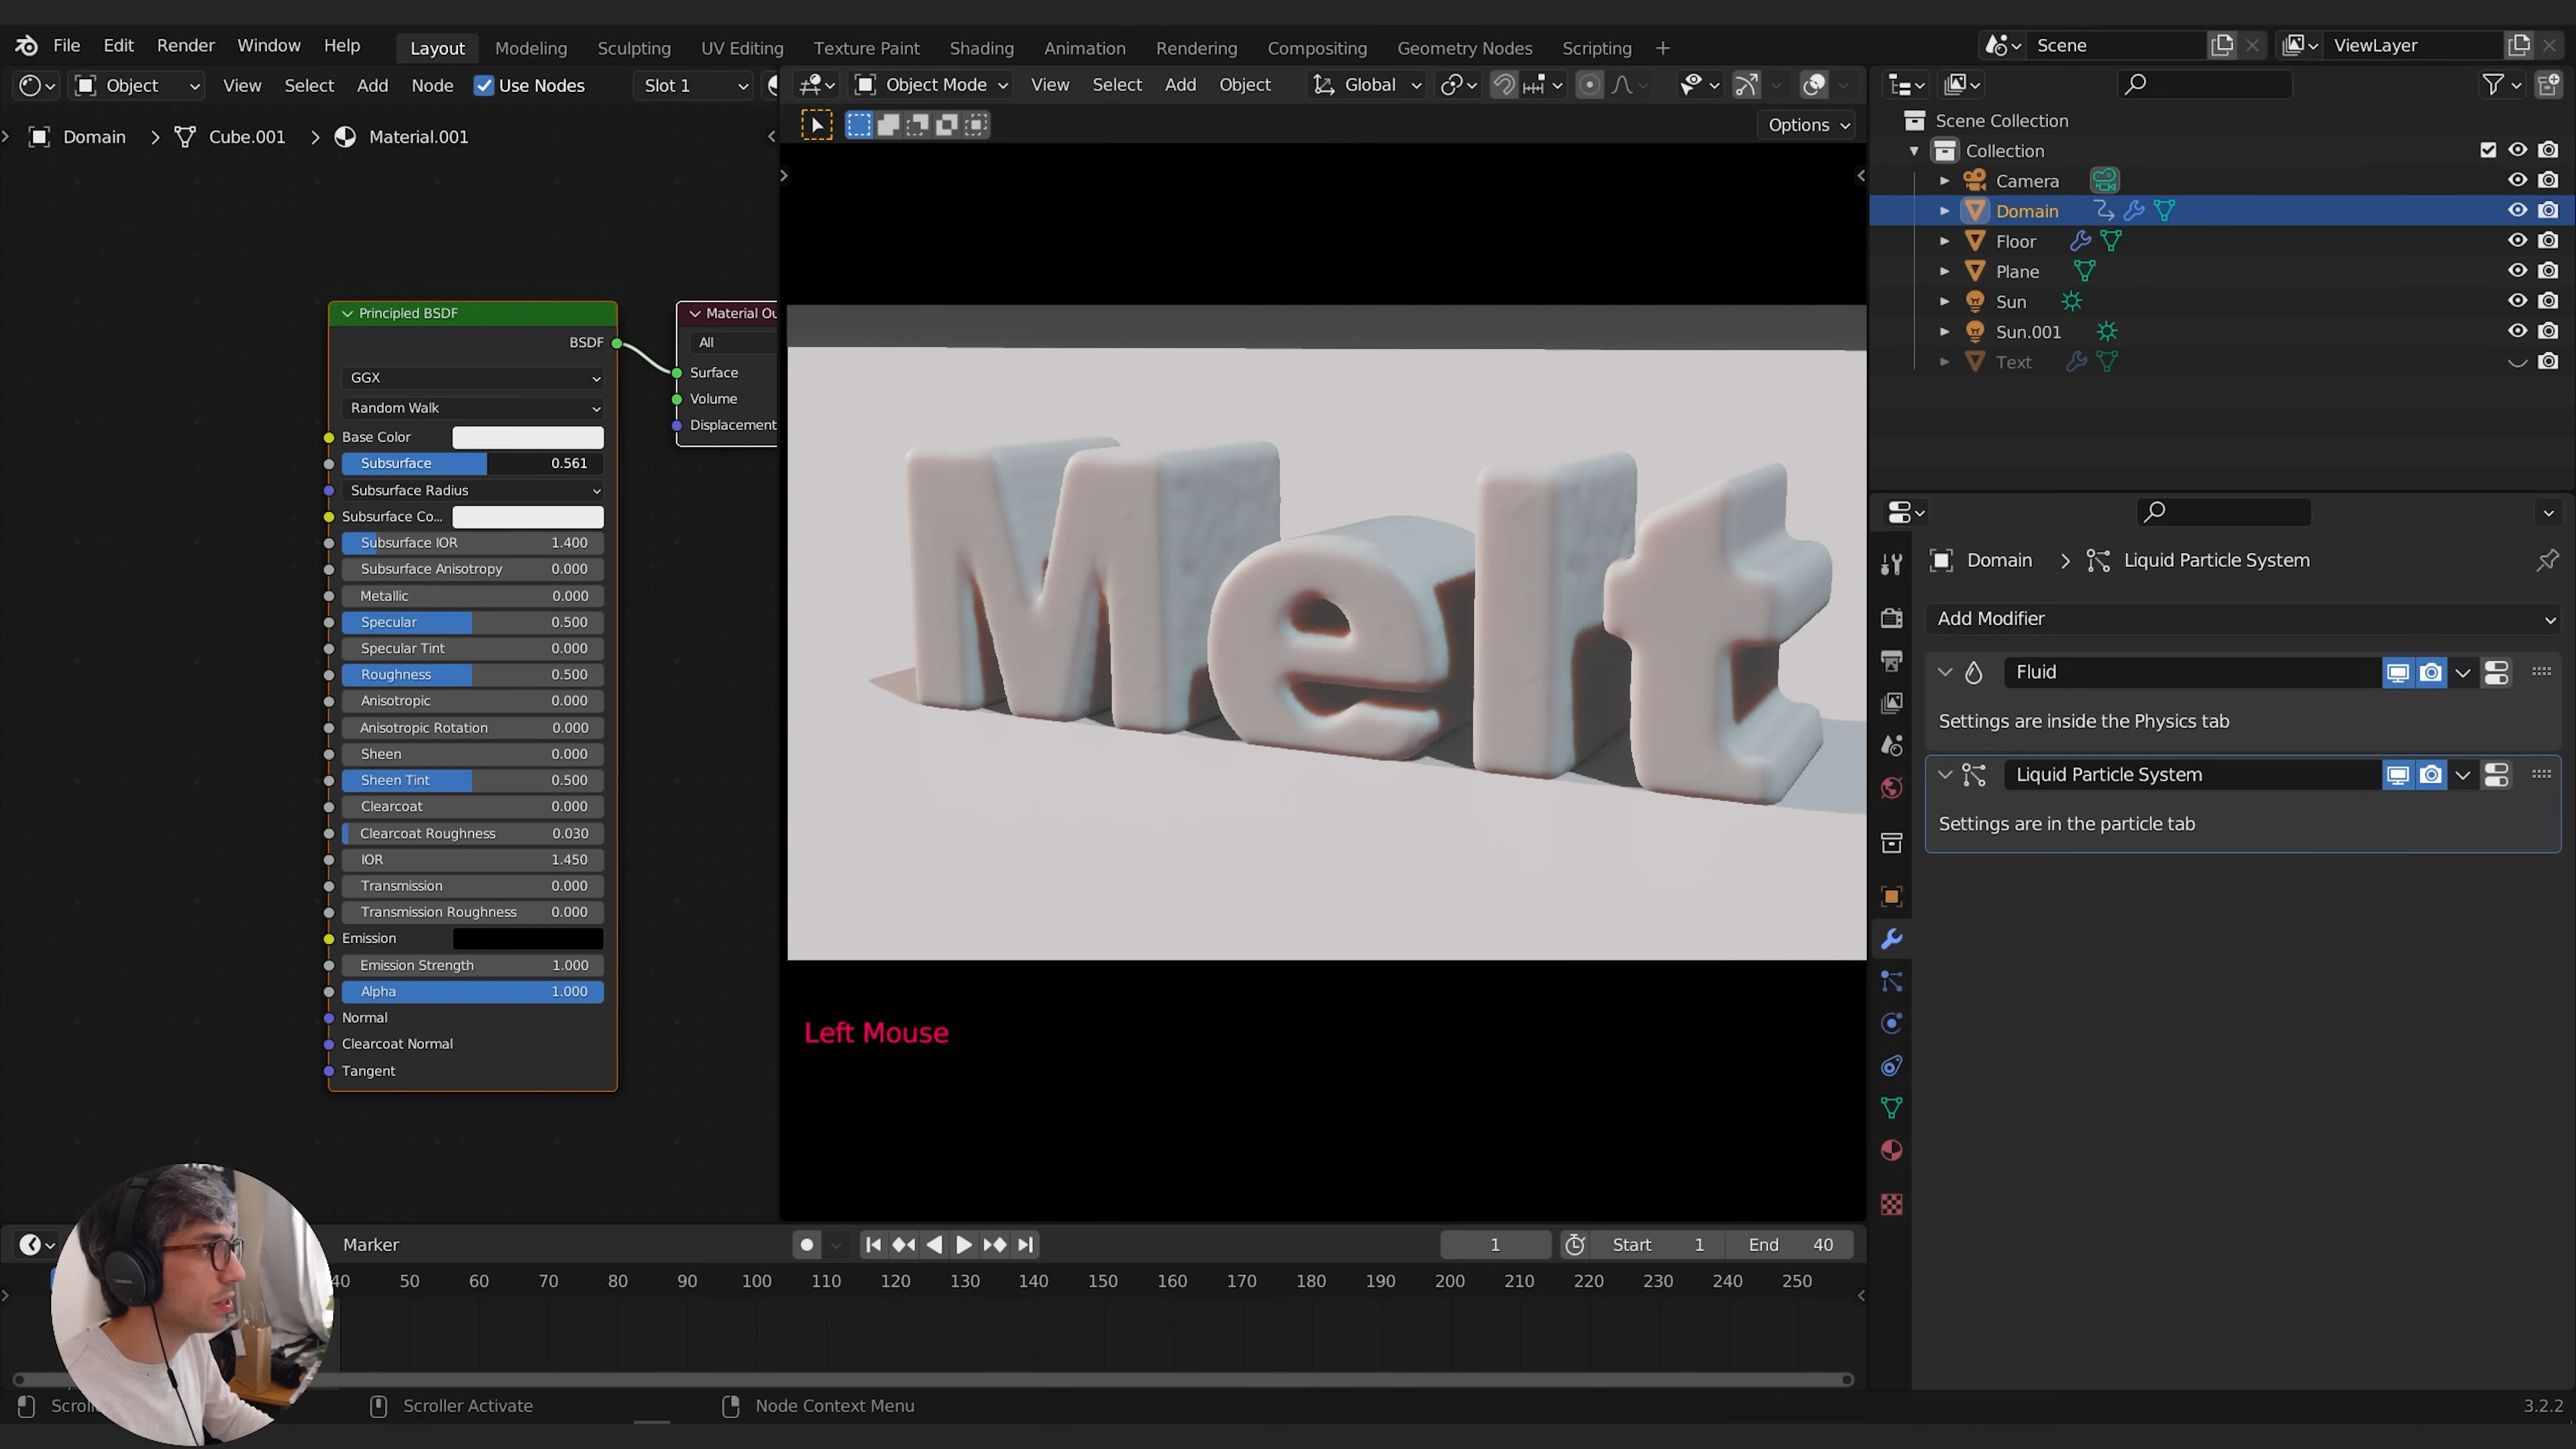 File Edit Render Window Help Layout Modeling Sculpting UV Editing Texture Paint Shading Animation Rendering Compositing Geometry Nodes Scripting + Scene ViewLayer
Object View Select Add Node Use Nodes Slot 1 Object Mode View Select Add Object Global
Options
Domain > Cube.001 > Material.001
Principled BSDF
BSDF
GGX
Random Walk
Base Color
Subsurface 0.561
Subsurface Radius
Subsurface Co...
Subsurface IOR 1.400
Subsurface Anisotropy 0.000
Metallic 0.000
Specular 0.500
Specular Tint 0.000
Roughness 0.500
Anisotropic 0.000
Anisotropic Rotation 0.000
Sheen 0.000
Sheen Tint 0.500
Clearcoat 0.000
Clearcoat Roughness 0.030
IOR 1.450
Transmission 0.000
Transmission Roughness 0.000
Emission
Emission Strength 1.000
Alpha 1.000
Normal
Clearcoat Normal
Tangent
Material Ou
All
Surface
Volume
Displacement
Melt
Left Mouse
Scene Collection
Collection
Camera
Domain
Floor
Plane
Sun
Sun.001
Text
Domain > Liquid Particle System
Add Modifier
Fluid
Settings are inside the Physics tab
Liquid Particle System
Settings are in the particle tab
Marker 1 Start 1 End 40
40 50 60 70 80 90 100 110 120 130 140 150 160 170 180 190 200 210 220 230 240 250
Scroll Scroller Activate Node Context Menu 3.2.2